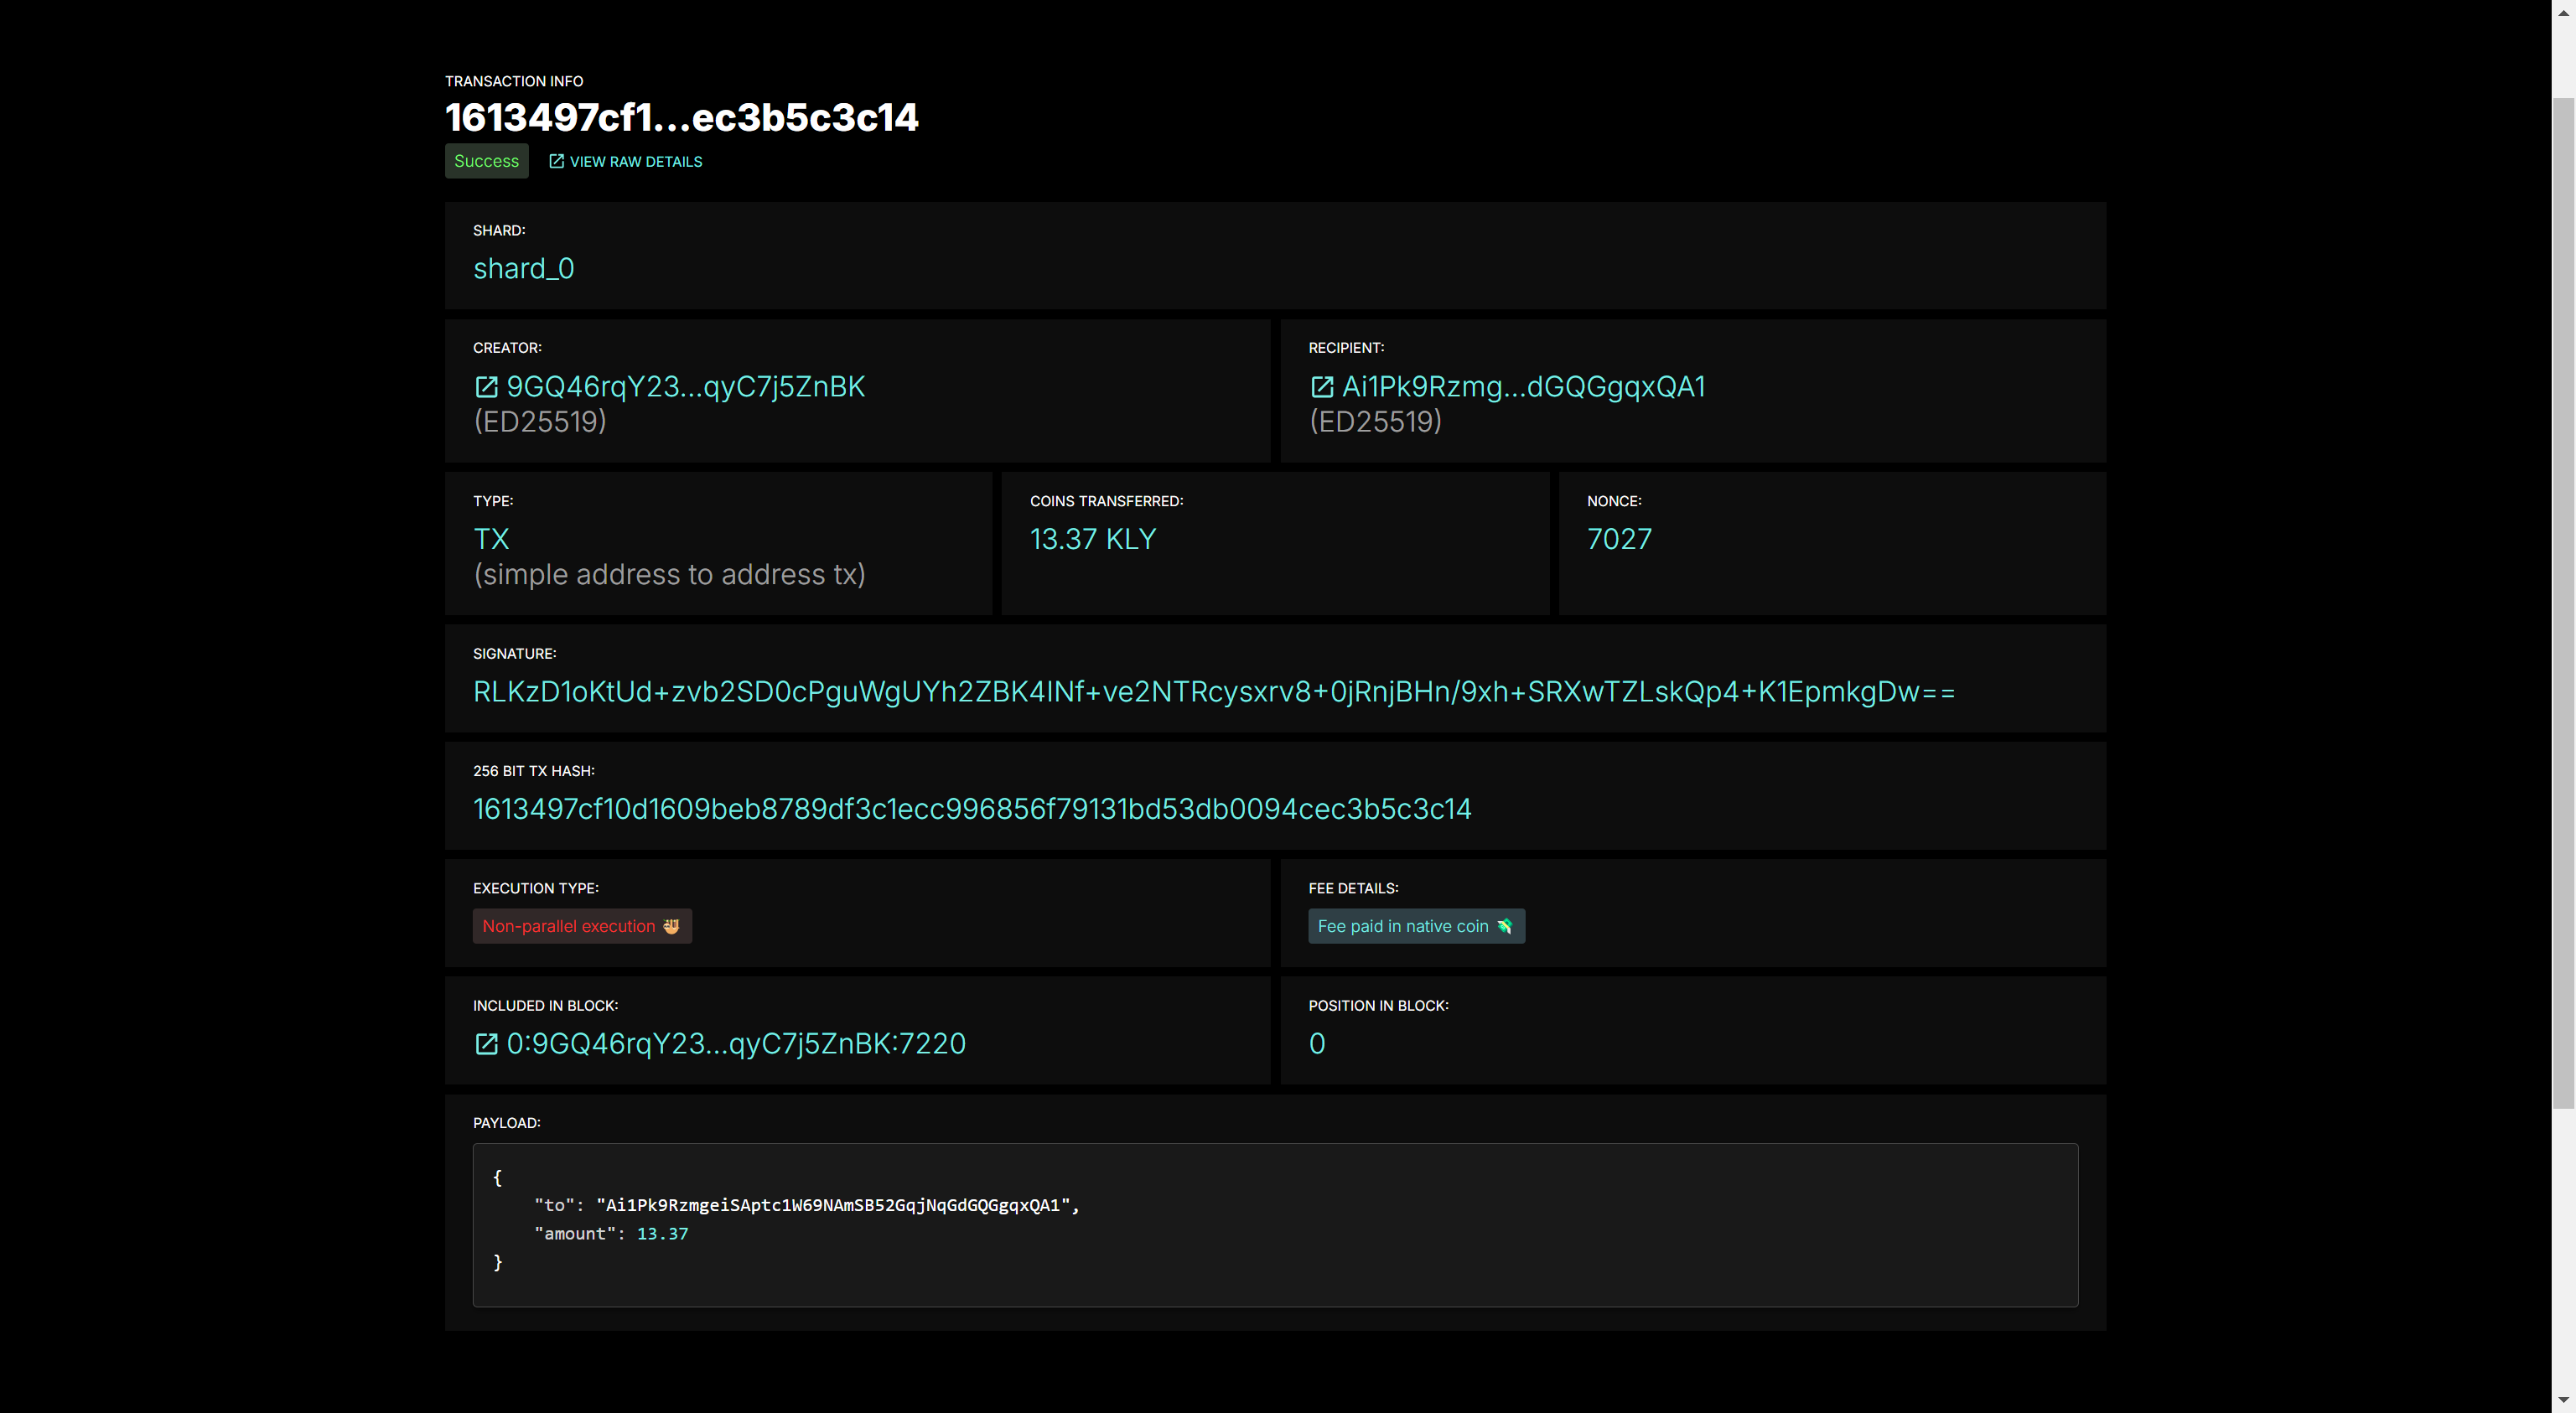 TRANSACTION INFO
1613497cf1...ec3b5c3c14
Success
VIEW RAW DETAILS
SHARD:
shard_0
CREATOR:
9GQ46rqY23...qyC7j5ZnBK
(ED25519)
RECIPIENT:
Ai1Pk9Rzmg...dGQGgqxQA1
(ED25519)
TYPE:
TX
(simple address to address tx)
COINS TRANSFERRED:
13.37 KLY
NONCE:
7027
SIGNATURE:
RLKzD1oKtUd+zvb2SD0cPguWgUYh2ZBK4INf+ve2NTRcysxrv8+0jRnjBHn/9xh+SRXwTZLskQp4+K1EpmkgDw==
256 BIT TX HASH:
1613497cf10d1609beb8789df3c1ecc996856f79131bd53db0094cec3b5c3c14
EXECUTION TYPE:
Non-parallel execution 🦥
FEE DETAILS:
Fee paid in native coin 💸
INCLUDED IN BLOCK:
0:9GQ46rqY23...qyC7j5ZnBK:7220
POSITION IN BLOCK:
0
PAYLOAD:
{
"to": "Ai1Pk9RzmgeiSAptc1W69NAmSB52GqjNqGdGQGgqxQA1",
"amount": 13.37
}